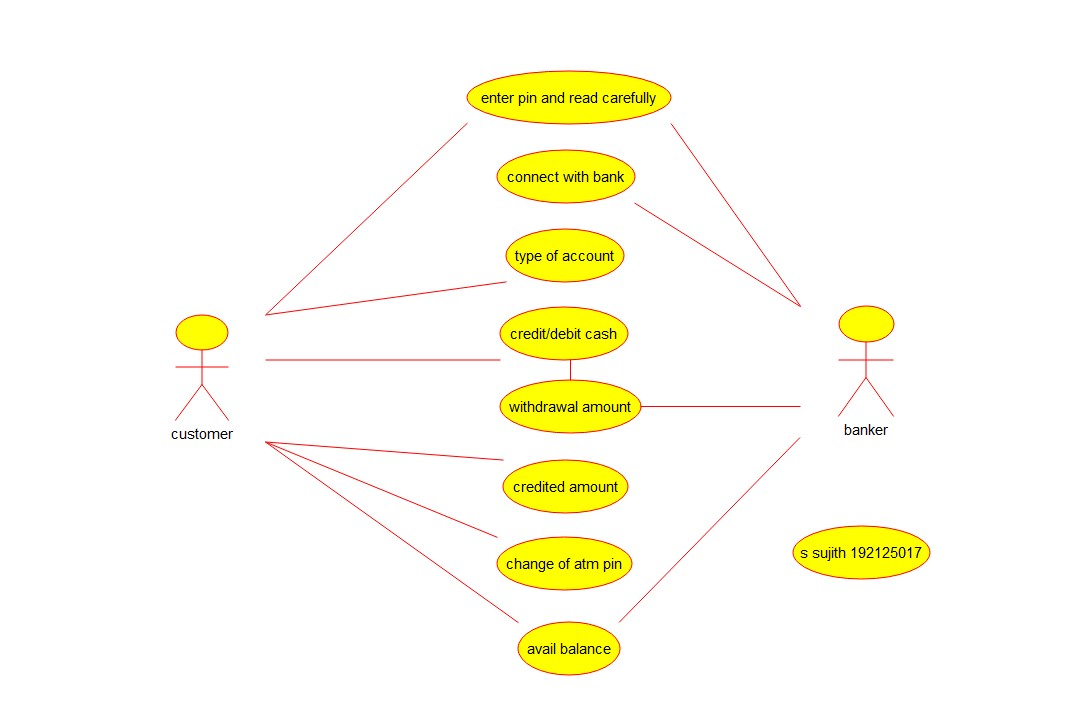 enter pin and read carefully
connect with bank
type of account
credit/debit cash
withdrawal amount
customer
banker
credited amount
change of atm pin
s sujith 192125017
avail balance